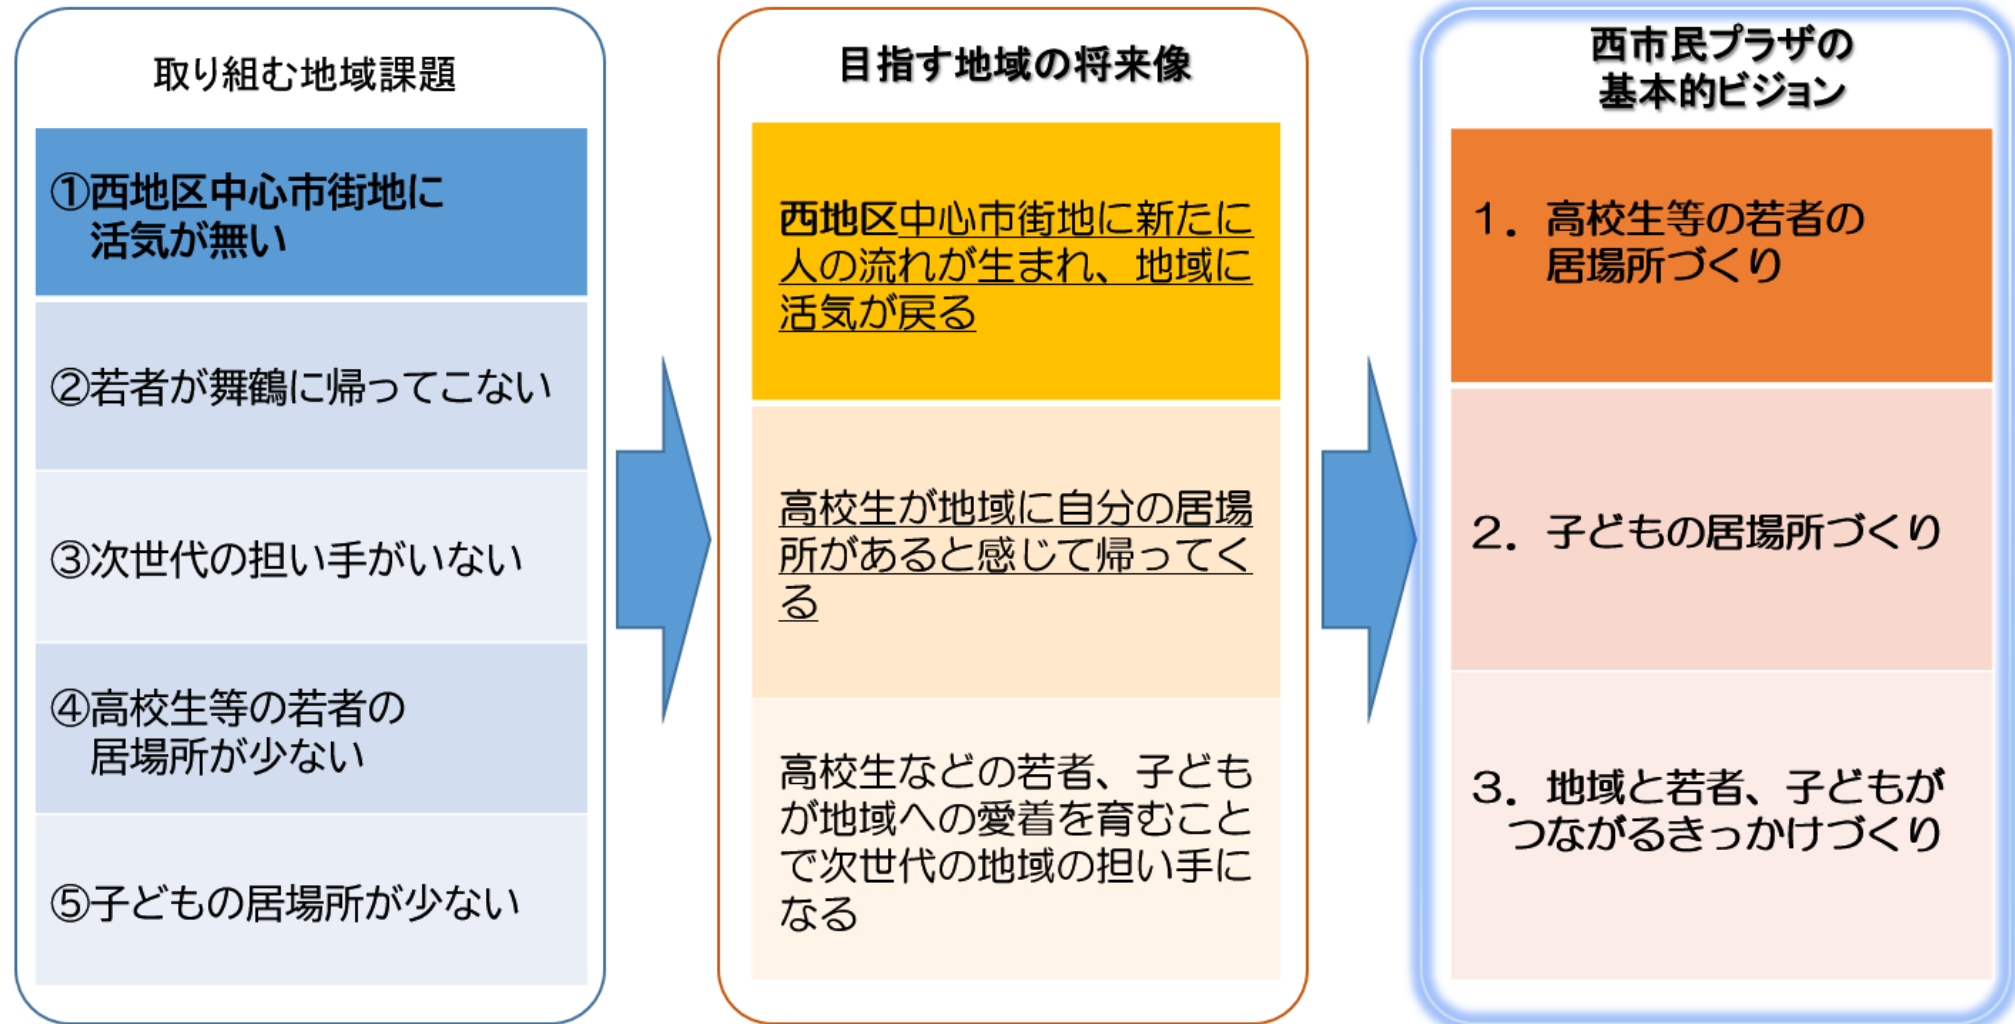 取り組む地域課題
①西地区中心市街地に
活気が無い
②若者が舞鶴に帰ってこない
③次世代の担い手がいない
④高校生等の若者の
居場所が少ない
⑤子どもの居場所が少ない
目指す地域の将来像
西地区中心市街地に新たに
人の流れが生まれ、地域に
活気が戻る
高校生が地域に自分の居場
所があると感じて帰ってく
る
高校生などの若者、子ども
が地域への愛着を育むこと
で次世代の地域の担い手に
なる
西市民プラザの
基本的ビジョン
１．高校生等の若者の
居場所づくり
２．子どもの居場所づくり
３．地域と若者、子どもが
つながるきっかけづくり